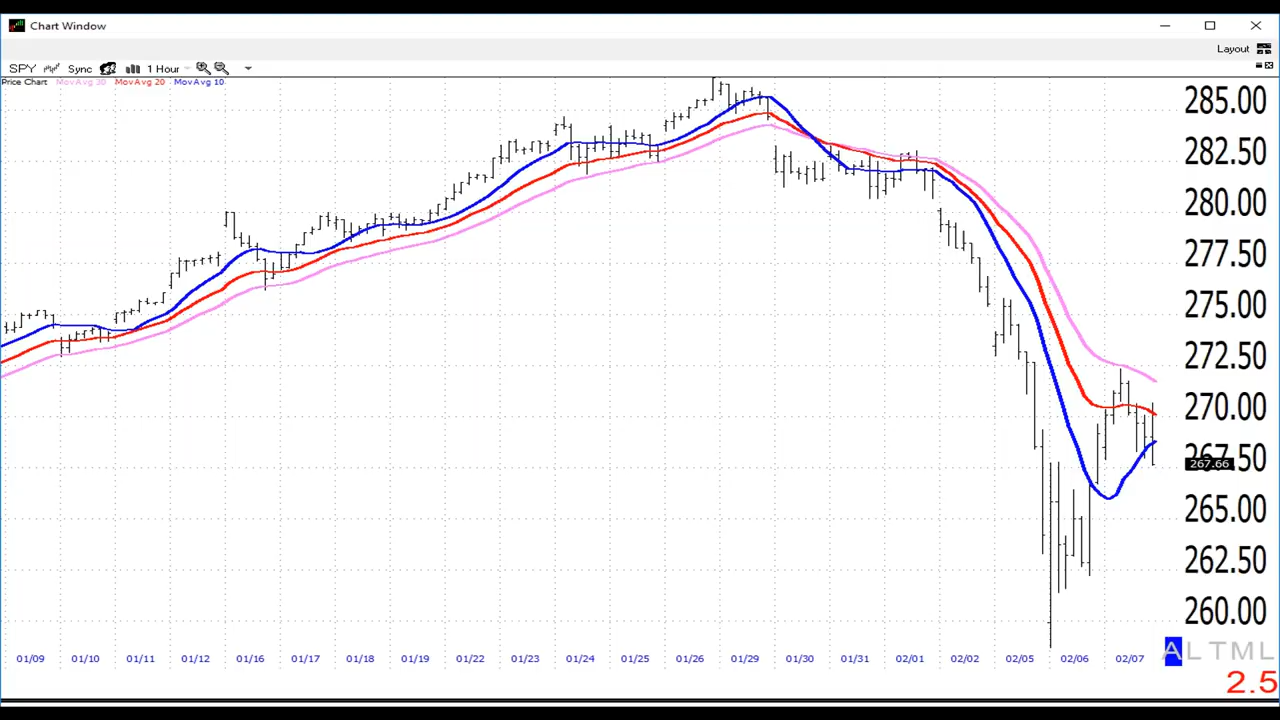 Chart Window
Layout
SPY Sync 1 Hour
Price Chart MovAvg 30 MovAvg 20 MovAvg 10
285.00
282.50
280.00
277.50
275.00
272.50
270.00
267.50
267.66
265.00
262.50
260.00
01/09 01/10 01/11 01/12 01/16 01/17 01/18 01/19 01/22 01/23 01/24 01/25 01/26 01/29 01/30 01/31 02/01 02/02 02/05 02/06 02/07
A L T M L
2.5